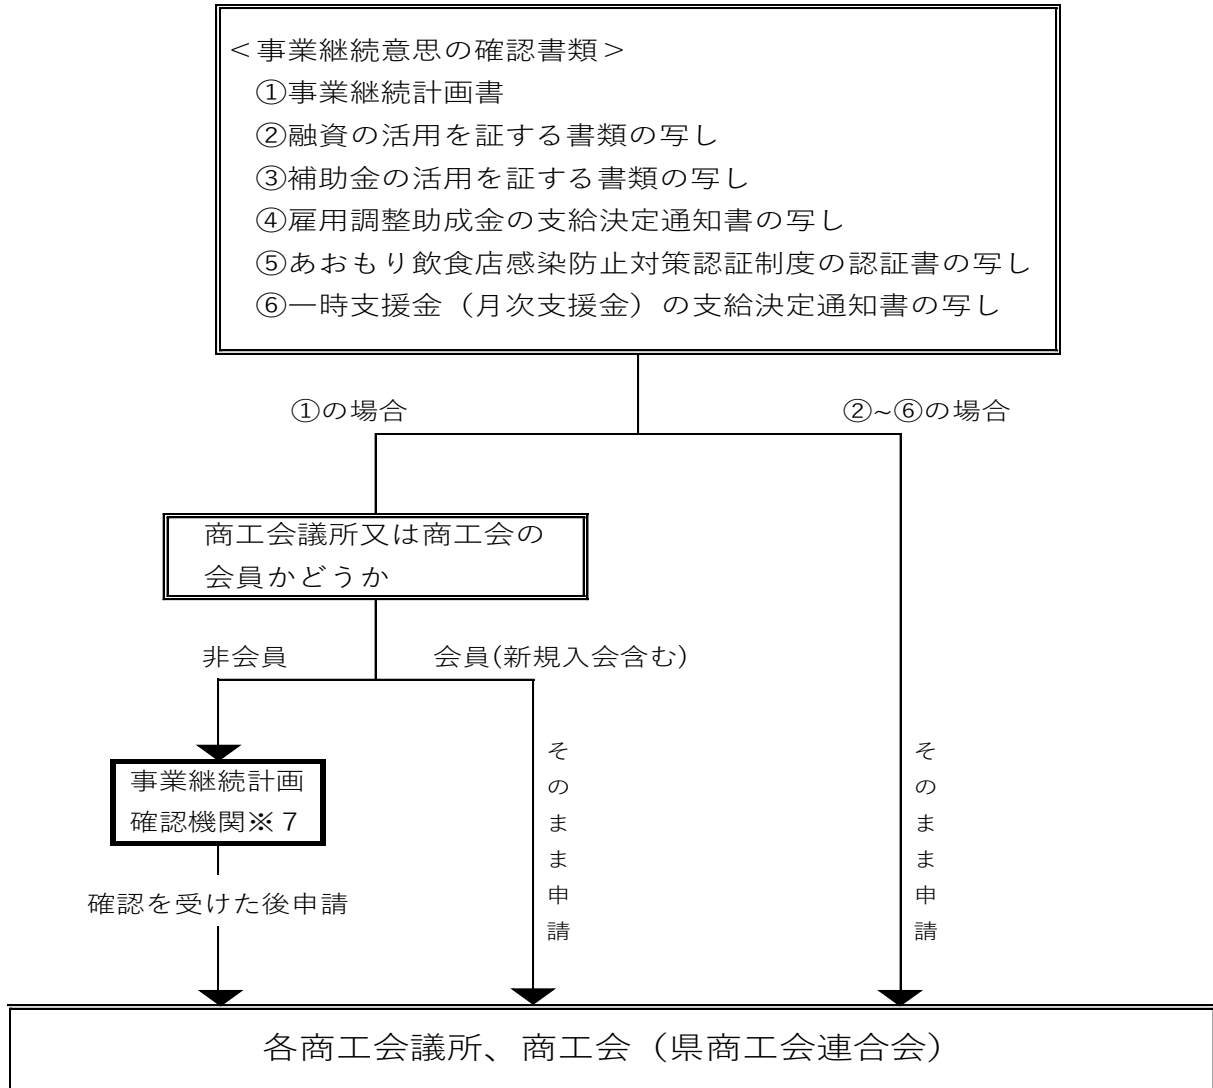 ＜事業継続意思の確認書類＞
①事業継続計画書
②融資の活用を証する書類の写し
③補助金の活用を証する書類の写し
④雇用調整助成金の支給決定通知書の写し
⑤あおもり飲食店感染防止対策認証制度の認証書の写し
⑥一時支援金（月次支援金）の支給決定通知書の写し
①の場合
②~⑥の場合
商工会議所又は商工会の
会員かどうか
非会員
会員(新規入会含む)
事業継続計画
確認機関※７
確認を受けた後申請
そのまま申請
そのまま申請
各商工会議所、商工会（県商工会連合会）